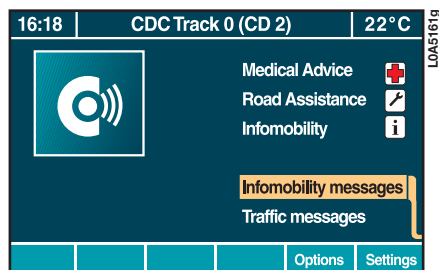 16:18 CDC Track 0 (CD 2) 22°C
Medical Advice
Road Assistance
Infomobility i
Infomobility messages
Traffic messages
Options Settings
L0A5161g